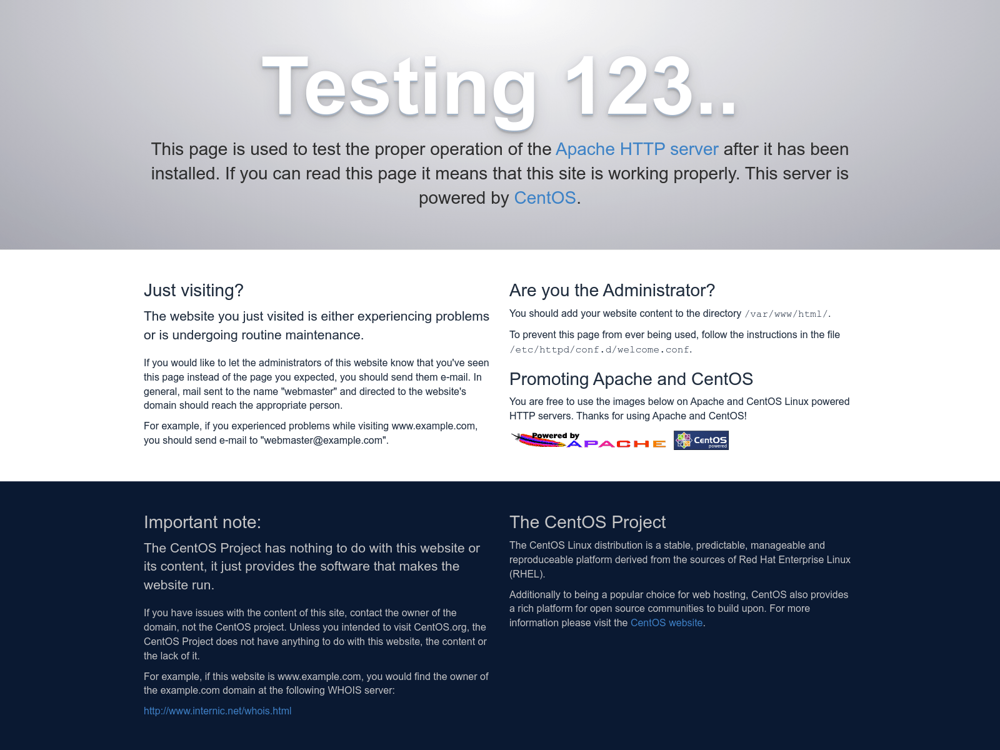 Testing 123..
This page is used to test the proper operation of the Apache HTTP server after it has been
installed. If you can read this page it means that this site is working properly. This server is
powered by CentOS.
Just visiting?
The website you just visited is either experiencing problems
or is undergoing routine maintenance.
If you would like to let the administrators of this website know that you've seen
this page instead of the page you expected, you should send them e-mail. In
general, mail sent to the name "webmaster" and directed to the website's
domain should reach the appropriate person.
For example, if you experienced problems while visiting www.example.com,
you should send e-mail to "webmaster@example.com".
Are you the Administrator?
You should add your website content to the directory /var/www/html/.
To prevent this page from ever being used, follow the instructions in the file
/etc/httpd/conf.d/welcome.conf.
Promoting Apache and CentOS
You are free to use the images below on Apache and CentOS Linux powered
HTTP servers. Thanks for using Apache and CentOS!
Powered by
APACHE
CentOS
powered
Important note:
The CentOS Project has nothing to do with this website or
its content, it just provides the software that makes the
website run.
If you have issues with the content of this site, contact the owner of the
domain, not the CentOS project. Unless you intended to visit CentOS.org, the
CentOS Project does not have anything to do with this website, the content or
the lack of it.
For example, if this website is www.example.com, you would find the owner of
the example.com domain at the following WHOIS server:
http://www.internic.net/whois.html
The CentOS Project
The CentOS Linux distribution is a stable, predictable, manageable and
reproduceable platform derived from the sources of Red Hat Enterprise Linux
(RHEL).
Additionally to being a popular choice for web hosting, CentOS also provides
a rich platform for open source communities to build upon. For more
information please visit the CentOS website.